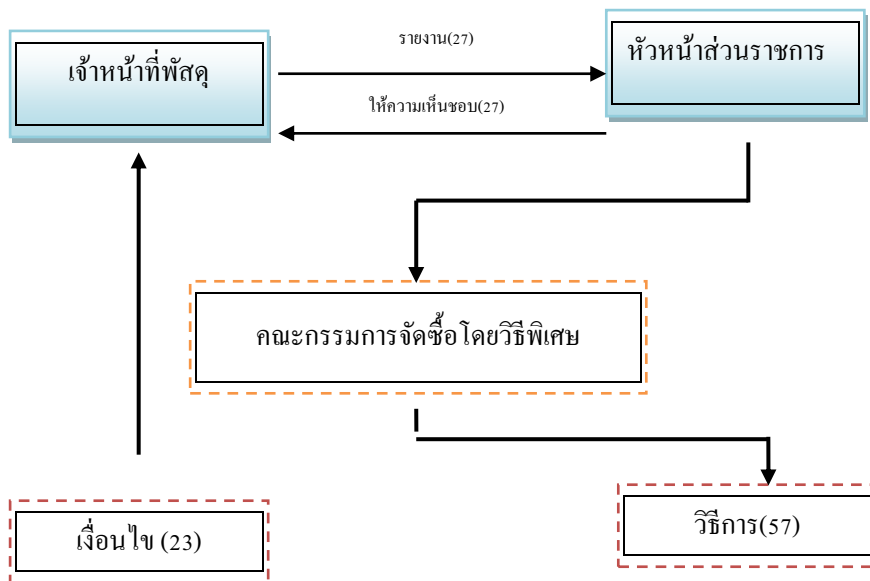 รายงาน(27)
เจ้าหน้าที่พัสดุ
หัวหน้าส่วนราชการ
ให้ความเห็นชอบ(27)
คณะกรรมการจัดซื้อโดยวิธีพิเศษ
เงื่อนไข (23)
วิธีการ(57)